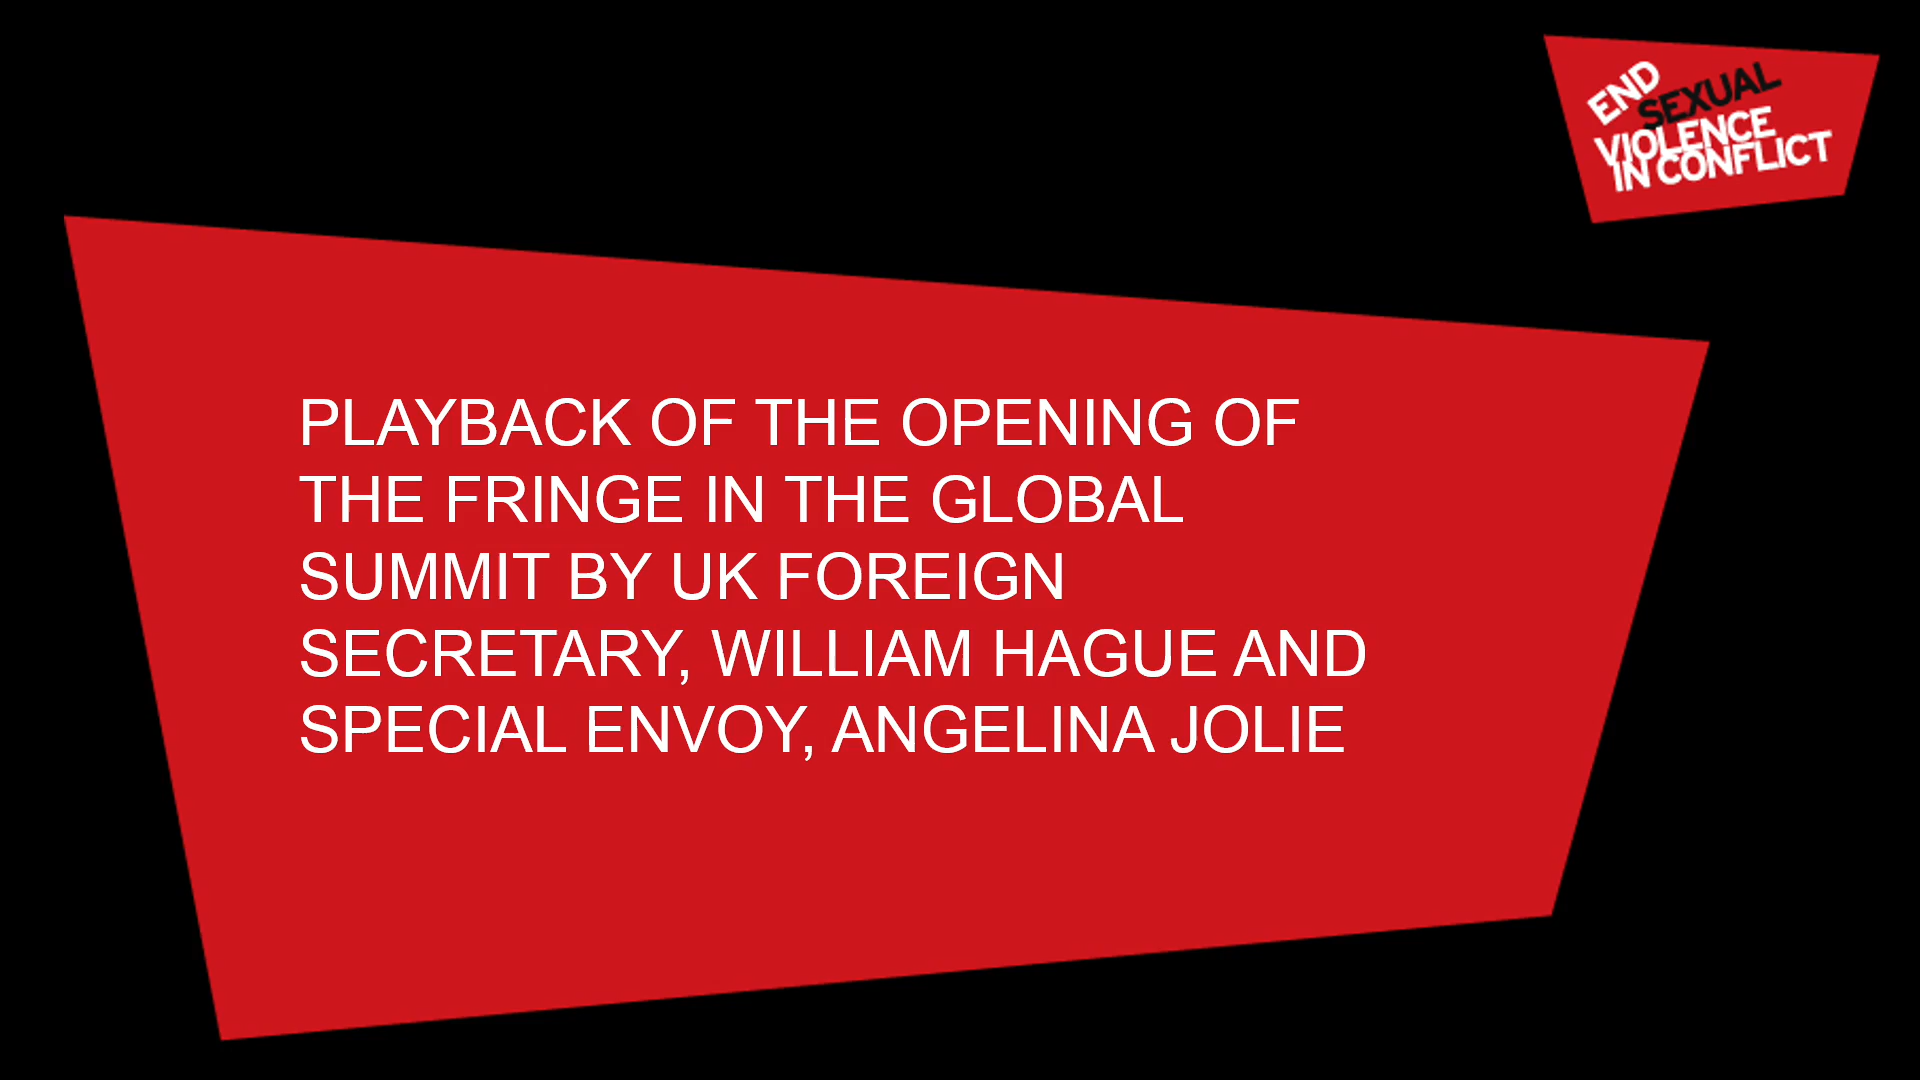 END
SEXUAL
VIOLENCE
IN CONFLICT
PLAYBACK OF THE OPENING OF
THE FRINGE IN THE GLOBAL
SUMMIT BY UK FOREIGN
SECRETARY, WILLIAM HAGUE AND
SPECIAL ENVOY, ANGELINA JOLIE